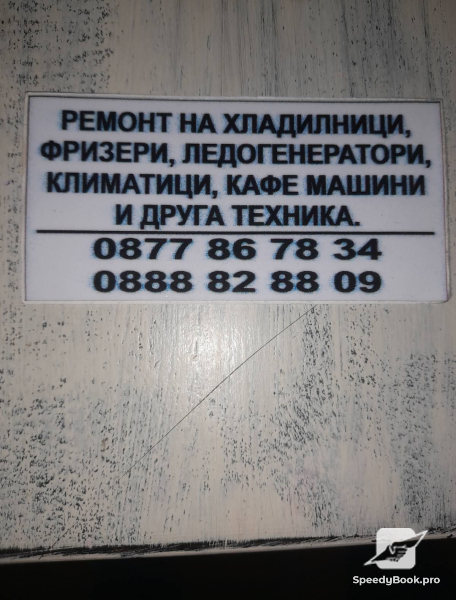 РЕМОНТ НА ХЛАДИЛНИЦИ,
ФРИЗЕРИ, ЛЕДОГЕНЕРАТОРИ,
КЛИМАТИЦИ, КАФЕ МАШИНИ
И ДРУГА ТЕХНИКА.
0877 86 78 34
0888 82 88 09
SpeedyBook.pro